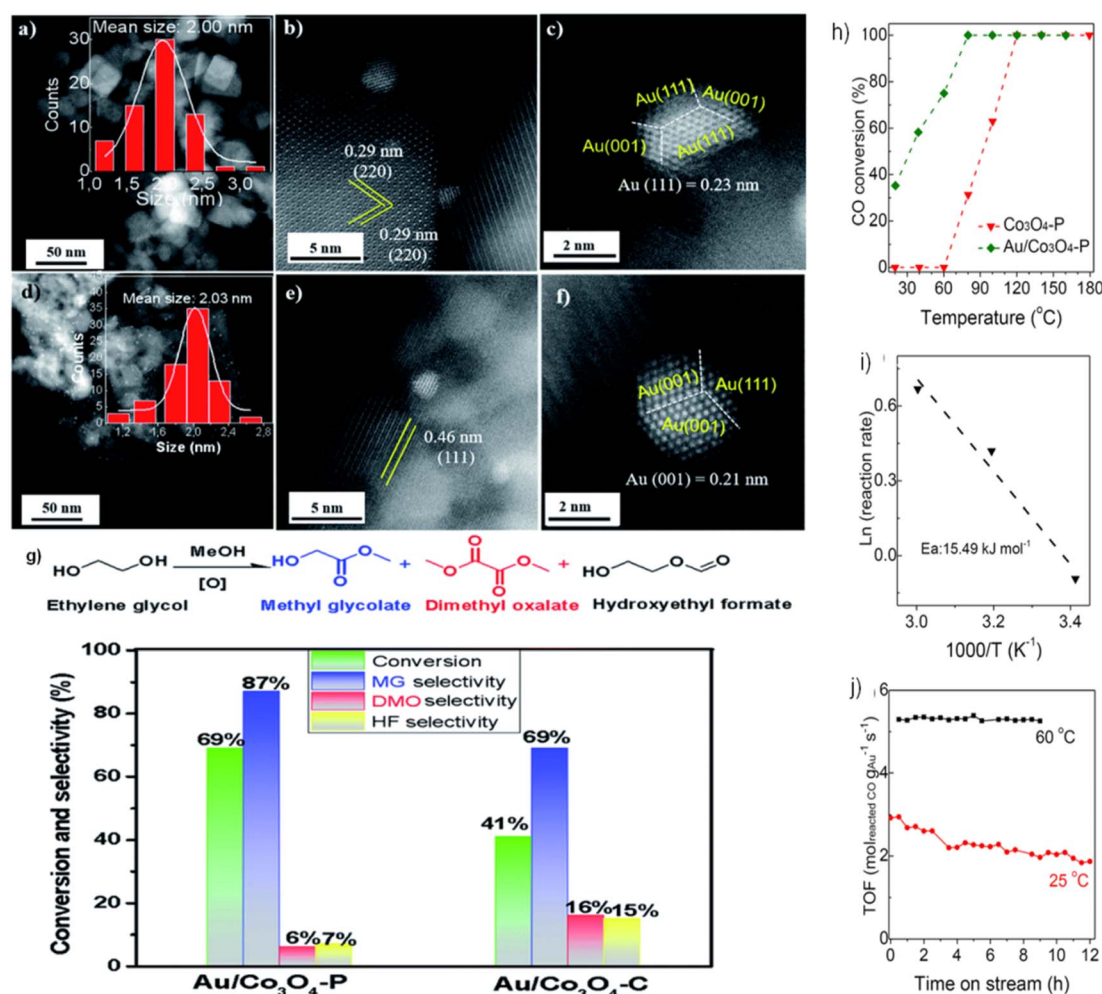 a)
Mean size: 2.00 nm
Counts
30
20
10
0
1,0 1,5 2,0 2,5 3,0
Size (nm)
50 nm
b)
0.29 nm
(220)
0.29 nm
(220)
5 nm
c)
Au(111)
Au(001)
Au(001)
Au(111)
Au (111) = 0.23 nm
2 nm
d)
Mean size: 2.03 nm
Counts
35
30
25
20
15
10
5
0
1,2 1,6 2,0 2,4 2,8
Size (nm)
50 nm
e)
0.46 nm
(111)
5 nm
f)
Au(001)
Au(111)
Au(001)
Au (001) = 0.21 nm
2 nm
g)
HO OH MeOH [O] HO O O + O O O O + HO O O
Ethylene glycol Methyl glycolate Dimethyl oxalate Hydroxyethyl formate
Conversion and selectivity (%)
100
80
60
40
20
0
Conversion
MG selectivity
DMO selectivity
HF selectivity
69% 87% 6% 7%
41% 69% 16% 15%
Au/Co₃O₄-P Au/Co₃O₄-C
h)
CO conversion (%)
100
80
60
40
20
0
Co₃O₄-P
Au/Co₃O₄-P
30 60 90 120 150 180
Temperature (°C)
i)
Ln (reaction rate)
0.6
0.3
0.0
Ea:15.49 kJ mol⁻¹
3.0 3.2 3.4
1000/T (K⁻¹)
j)
TOF (mol reacted CO gAu⁻¹ s⁻¹)
6
4
2
0
60 °C
25 °C
0 2 4 6 8 10 12
Time on stream (h)